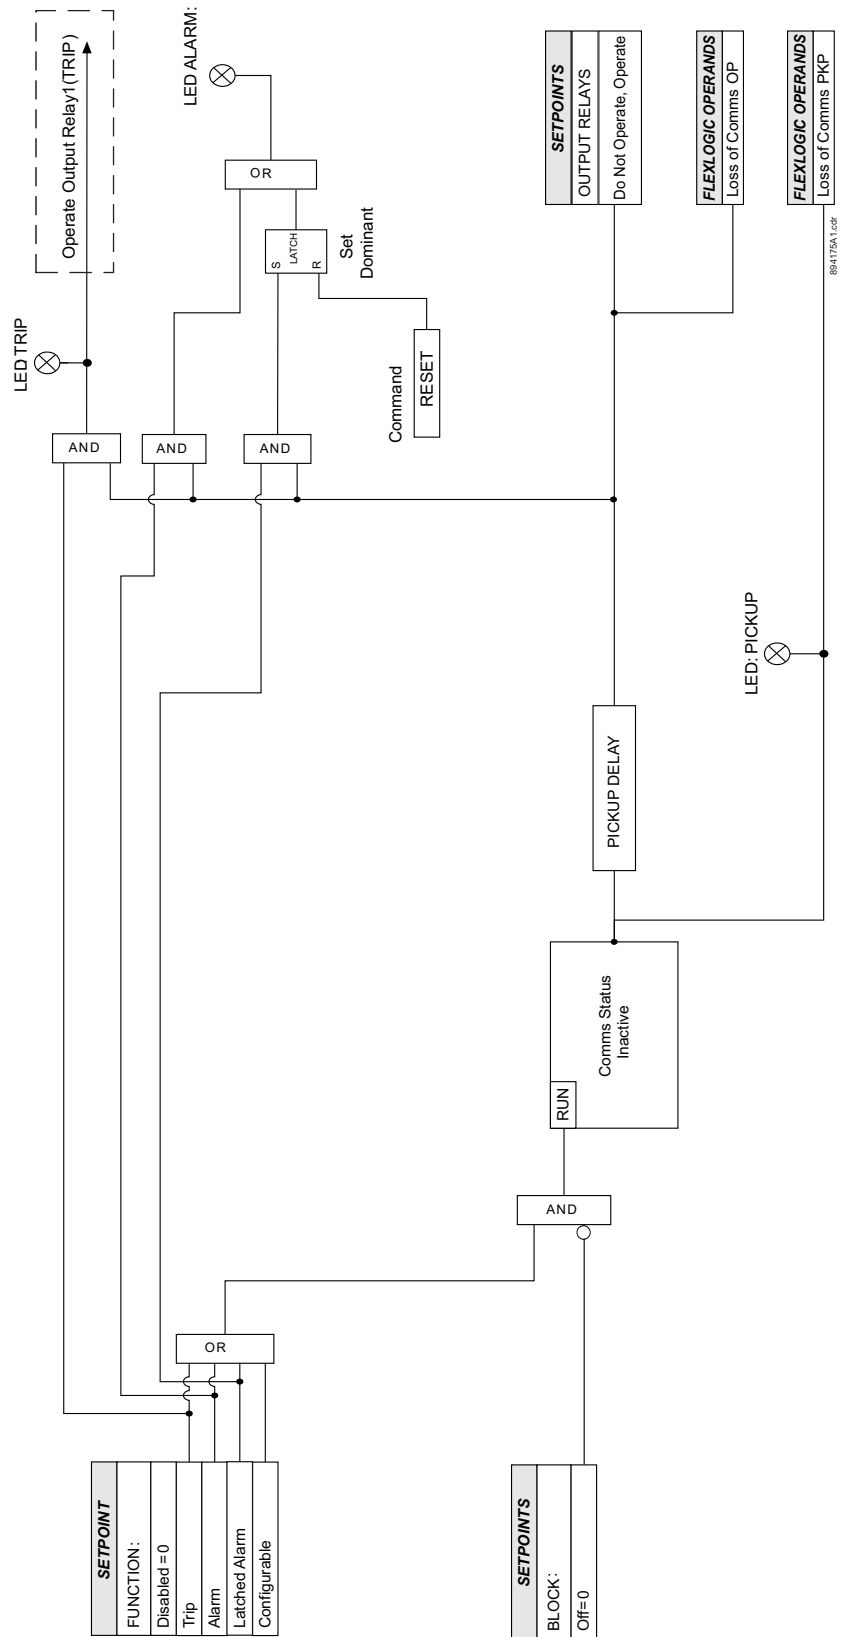 SETPOINT
FUNCTION:
Disabled = 0
Trip
Alarm
Latched Alarm
Configurable
SETPOINTS
BLOCK:
Off= 0
OR
AND
RUN
Comms Status
Inactive
PICKUP DELAY
LED: PICKUP
AND
AND
AND
LED TRIP
Operate Output Relay1(TRIP)
Command
RESET
S
LATCH
R
Set
Dominant
OR
LED ALARM:
SETPOINTS
OUTPUT RELAYS
Do Not Operate, Operate
FLEXLOGIC OPERANDS
Loss of Comms OP
FLEXLOGIC OPERANDS
Loss of Comms PKP
894175A1.cdr